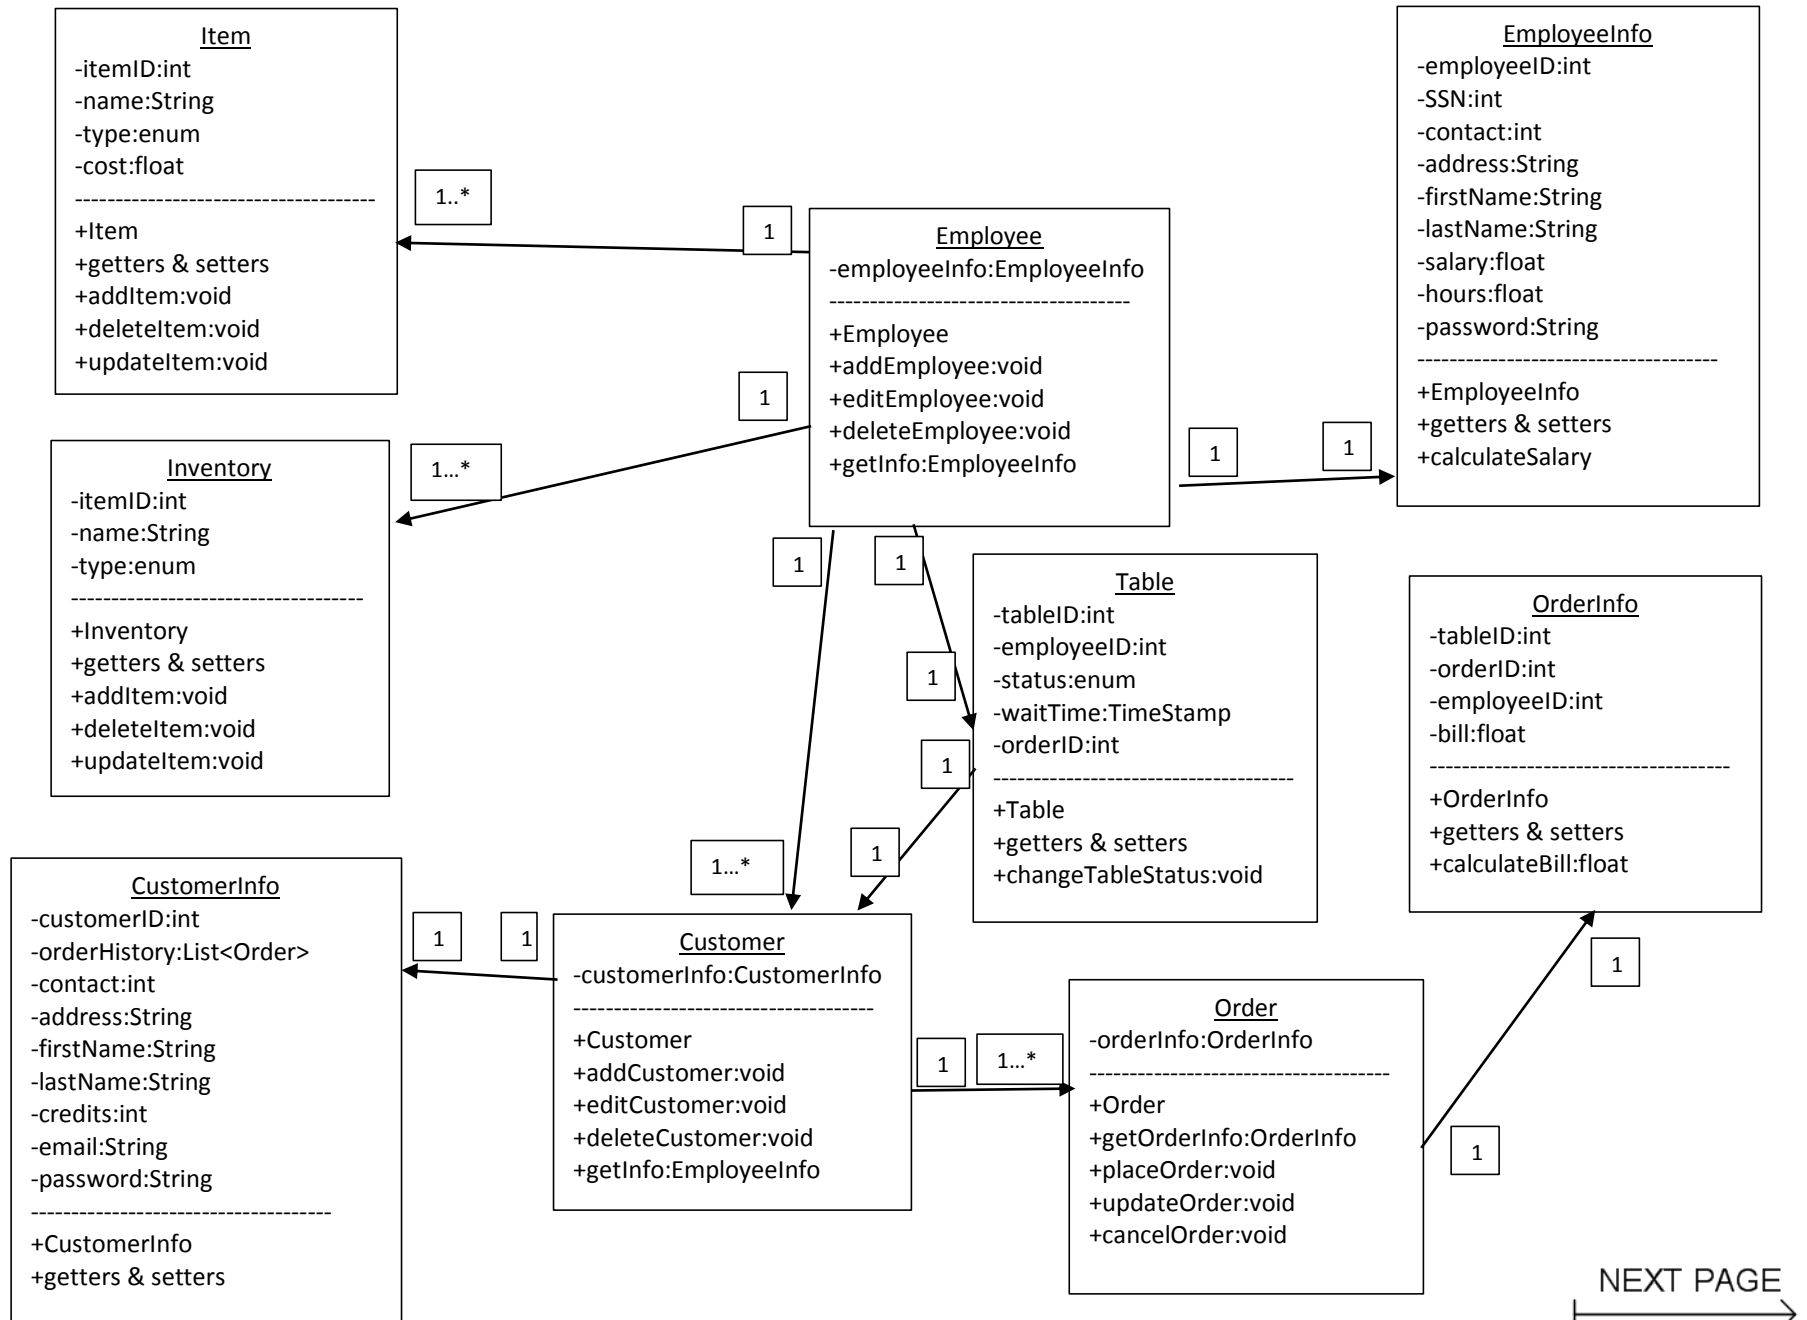 Item
-itemID:int
-name:String
-type:enum
-cost:float
-------------------------------------
+Item
+getters & setters
+addItem:void
+deleteItem:void
+updateItem:void
1..*
1
Employee
-employeeInfo:EmployeeInfo
-------------------------------------
+Employee
+addEmployee:void
+editEmployee:void
+deleteEmployee:void
+getInfo:EmployeeInfo
EmployeeInfo
-employeeID:int
-SSN:int
-contact:int
-address:String
-firstName:String
-lastName:String
-salary:float
-hours:float
-password:String
-------------------------------------
+EmployeeInfo
+getters & setters
+calculateSalary
1
1...*
1
1
Inventory
-itemID:int
-name:String
-type:enum
------------------------------------
+Inventory
+getters & setters
+addItem:void
+deleteItem:void
+updateItem:void
1
1
1
Table
-tableID:int
-employeeID:int
-status:enum
-waitTime:TimeStamp
-orderID:int
-------------------------------------
+Table
+getters & setters
+changeTableStatus:void
OrderInfo
-tableID:int
-orderID:int
-employeeID:int
-bill:float
-------------------------------------
+OrderInfo
+getters & setters
+calculateBill:float
1
1
1...*
CustomerInfo
-customerID:int
-orderHistory:List<Order>
-contact:int
-address:String
-firstName:String
-lastName:String
-credits:int
-email:String
-password:String
-------------------------------------
+CustomerInfo
+getters & setters
1
1
Customer
-customerInfo:CustomerInfo
-------------------------------------
+Customer
+addCustomer:void
+editCustomer:void
+deleteCustomer:void
+getInfo:EmployeeInfo
1
1...*
Order
-orderInfo:OrderInfo
-------------------------------------
+Order
+getOrderInfo:OrderInfo
+placeOrder:void
+updateOrder:void
+cancelOrder:void
1
1
NEXT PAGE